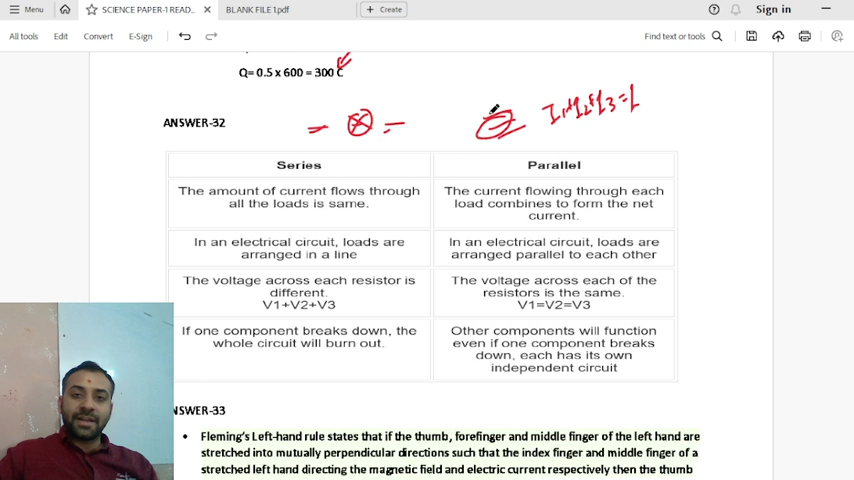 Menu
SCIENCE PAPER-1 READ... ×
BLANK FILE 1.pdf
+ Create
Sign in
All tools Edit Convert E-Sign
Find text or tools
Q= 0.5 x 600 = 300 C
I1+I2+I3=I
ANSWER-32
Series
Parallel
The amount of current flows through
all the loads is same.
The current flowing through each
load combines to form the net
current.
In an electrical circuit, loads are
arranged in a line
In an electrical circuit, loads are
arranged parallel to each other
The voltage across each resistor is
different.
V1+V2+V3
The voltage across each of the
resistors is the same.
V1=V2=V3
If one component breaks down, the
whole circuit will burn out.
Other components will function
even if one component breaks
down, each has its own
independent circuit
NSWER-33
• Fleming's Left-hand rule states that if the thumb, forefinger and middle finger of the left hand are
stretched into mutually perpendicular directions such that the index finger and middle finger of a
stretched left hand directing the magnetic field and electric current respectively then the thumb